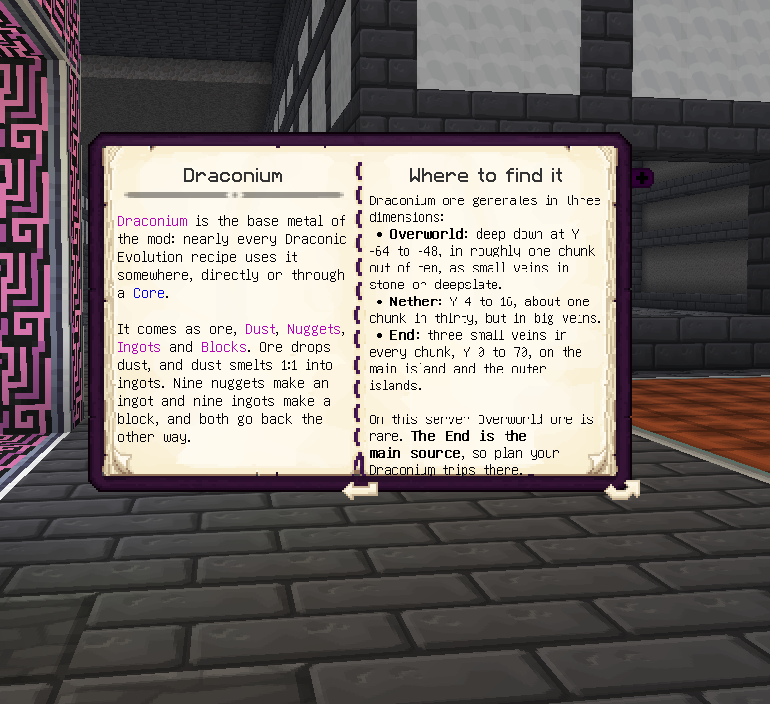 Draconium
Draconium is the base metal of
the mod: nearly every Draconic
Evolution recipe uses it
somewhere, directly or through
a Core.
It comes as ore, Dust, Nuggets,
Ingots and Blocks. Ore drops
dust, and dust smelts 1:1 into
ingots. Nine nuggets make an
ingot and nine ingots make a
block, and both go back the
other way.
Where to find it
Draconium ore generates in three
dimensions:
• Overworld: deep down at Y
-64 to -48, in roughly one chunk
out of ten, as small veins in
stone or deepslate.
• Nether: Y 4 to 16, about one
chunk in thirty, but in big veins.
• End: three small veins in
every chunk, Y 0 to 70, on the
main island and the outer
islands.
On this server Overworld ore is
rare. The End is the
main source, so plan your
Draconium trips there.